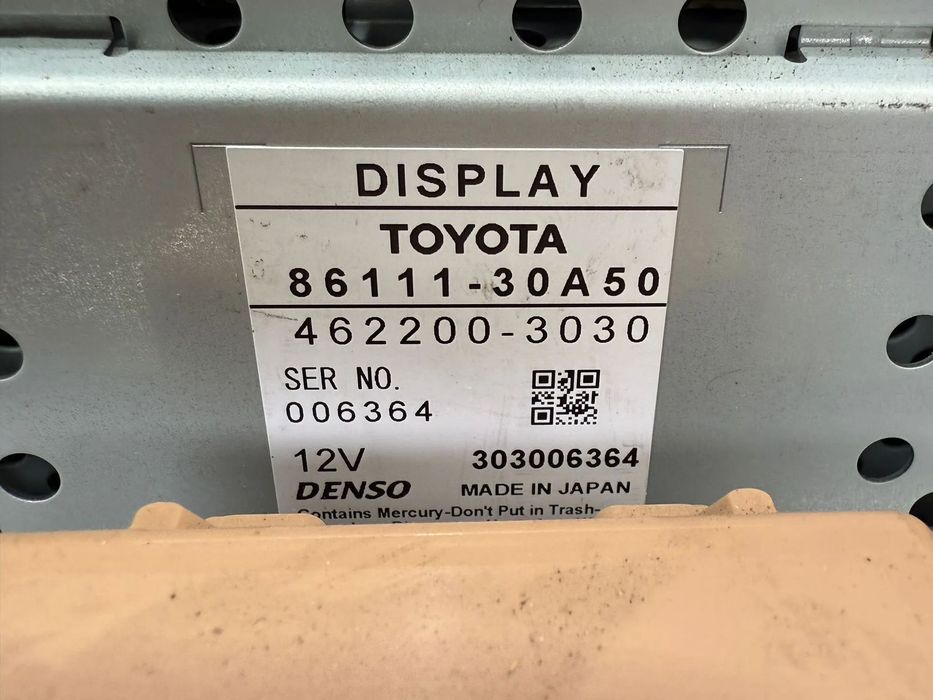 DISPLAY
TOYOTA
86111-30A50
462200-3030
SER NO.
006364
12V
303006364
DENSO
MADE IN JAPAN
Contains Mercury-Don't Put in Trash-